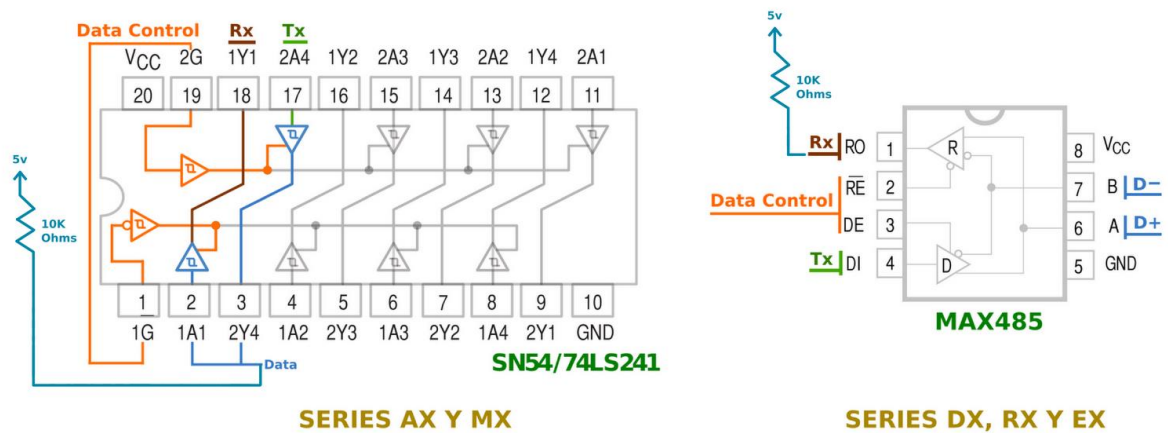 5v
Data Control Rx Tx
VCC 2G 1Y1 2A4 1Y2 2A3 1Y3 2A2 1Y4 2A1
20 19 18 17 16 15 14 13 12 11
5v
10K
Ohms
1 2 3 4 5 6 7 8 9 10
1G 1A1 2Y4 1A2 2Y3 1A3 2Y2 1A4 2Y1 GND
Data
SN54/74LS241
SERIES AX Y MX
10K
Ohms
Rx RO 1 R 8 VCC
Data Control RE 2 7 B D-
DE 3 6 A D+
Tx DI 4 D 5 GND
MAX485
SERIES DX, RX Y EX